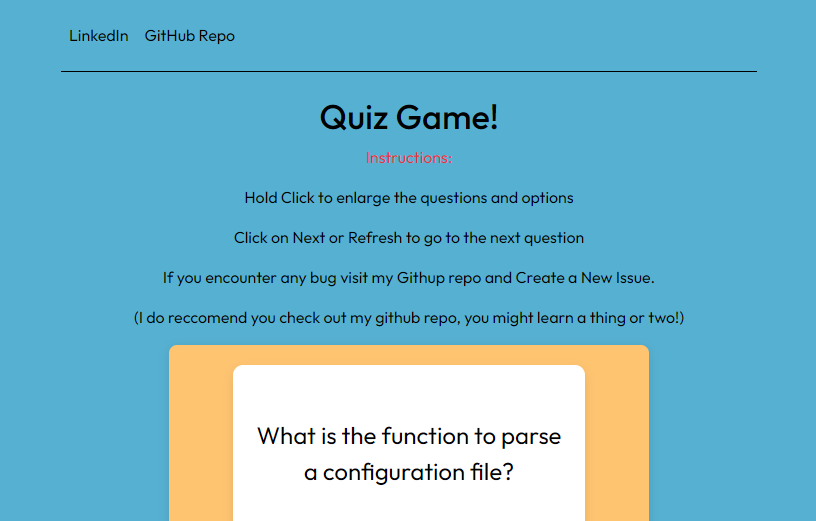 LinkedIn GitHub Repo
Quiz Game!
Instructions:
Hold Click to enlarge the questions and options
Click on Next or Refresh to go to the next question
If you encounter any bug visit my Githup repo and Create a New Issue.
(I do reccomend you check out my github repo, you might learn a thing or two!)
What is the function to parse
a configuration file?